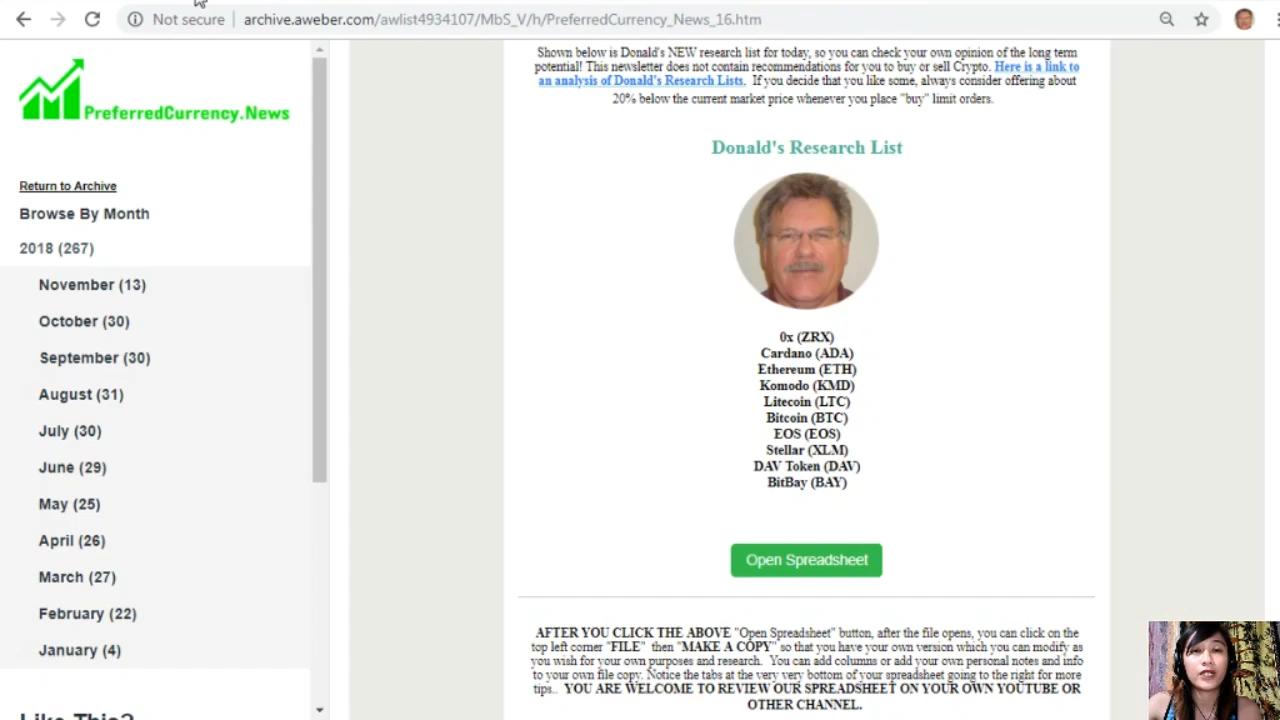 Not secure
archive.aweber.com/awlist4934107/MbS_V/h/PreferredCurrency_News_16.htm
PreferredCurrency.News
Return to Archive
Browse By Month
2018 (267)
November (13)
October (30)
September (30)
August (31)
July (30)
June (29)
May (25)
April (26)
March (27)
February (22)
January (4)
Like This?
Shown below is Donald's NEW research list for today, so you can check your own opinion of the long term
potential! This newsletter does not contain recommendations for you to buy or sell Crypto. Here is a link to
an analysis of Donald's Research Lists. If you decide that you like some, always consider offering about
20% below the current market price whenever you place "buy" limit orders.
Donald's Research List
0x (ZRX)
Cardano (ADA)
Ethereum (ETH)
Komodo (KMD)
Litecoin (LTC)
Bitcoin (BTC)
EOS (EOS)
Stellar (XLM)
DAV Token (DAV)
BitBay (BAY)
Open Spreadsheet
AFTER YOU CLICK THE ABOVE "Open Spreadsheet" button, after the file opens, you can click on the
top left corner "FILE" then "MAKE A COPY" so that you have your own version which you can modify as
you wish for your own purposes and research. You can add columns or add your own personal notes and info
to your own file copy. Notice the tabs at the very very bottom of your spreadsheet going to the right for more
tips.. YOU ARE WELCOME TO REVIEW OUR SPREADSHEET ON YOUR OWN YOUTUBE OR
OTHER CHANNEL.